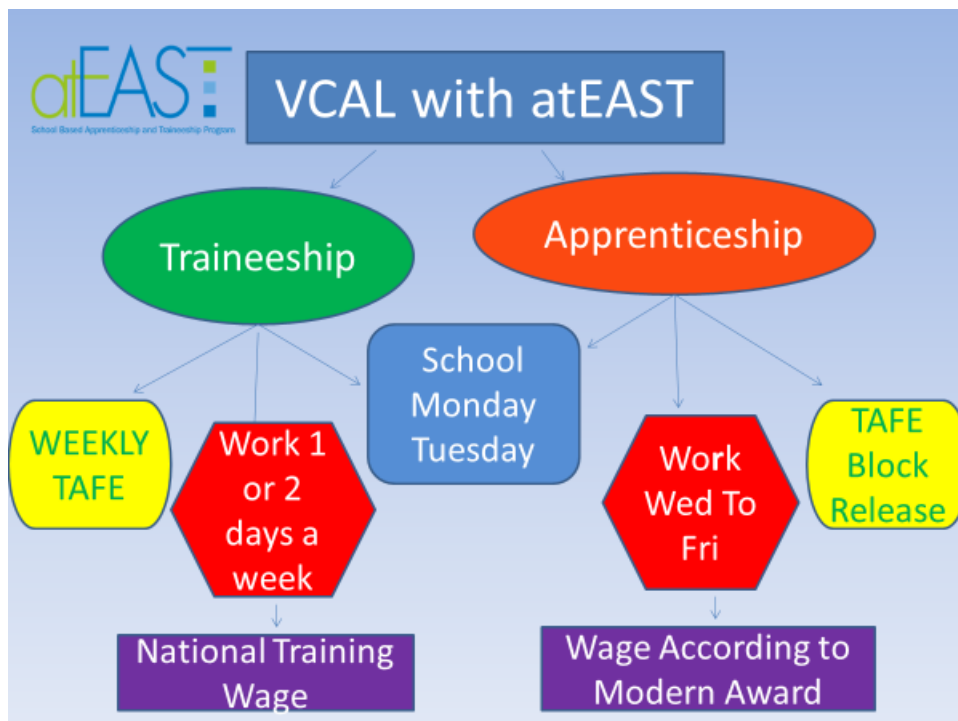 atEAST
School Based Apprenticeship and Traineeship Program
VCAL with atEAST
Traineeship
Apprenticeship
School
Monday
Tuesday
WEEKLY
TAFE
Work 1
or 2
days a
week
Work
Wed To
Fri
TAFE
Block
Release
National Training
Wage
Wage According to
Modern Award